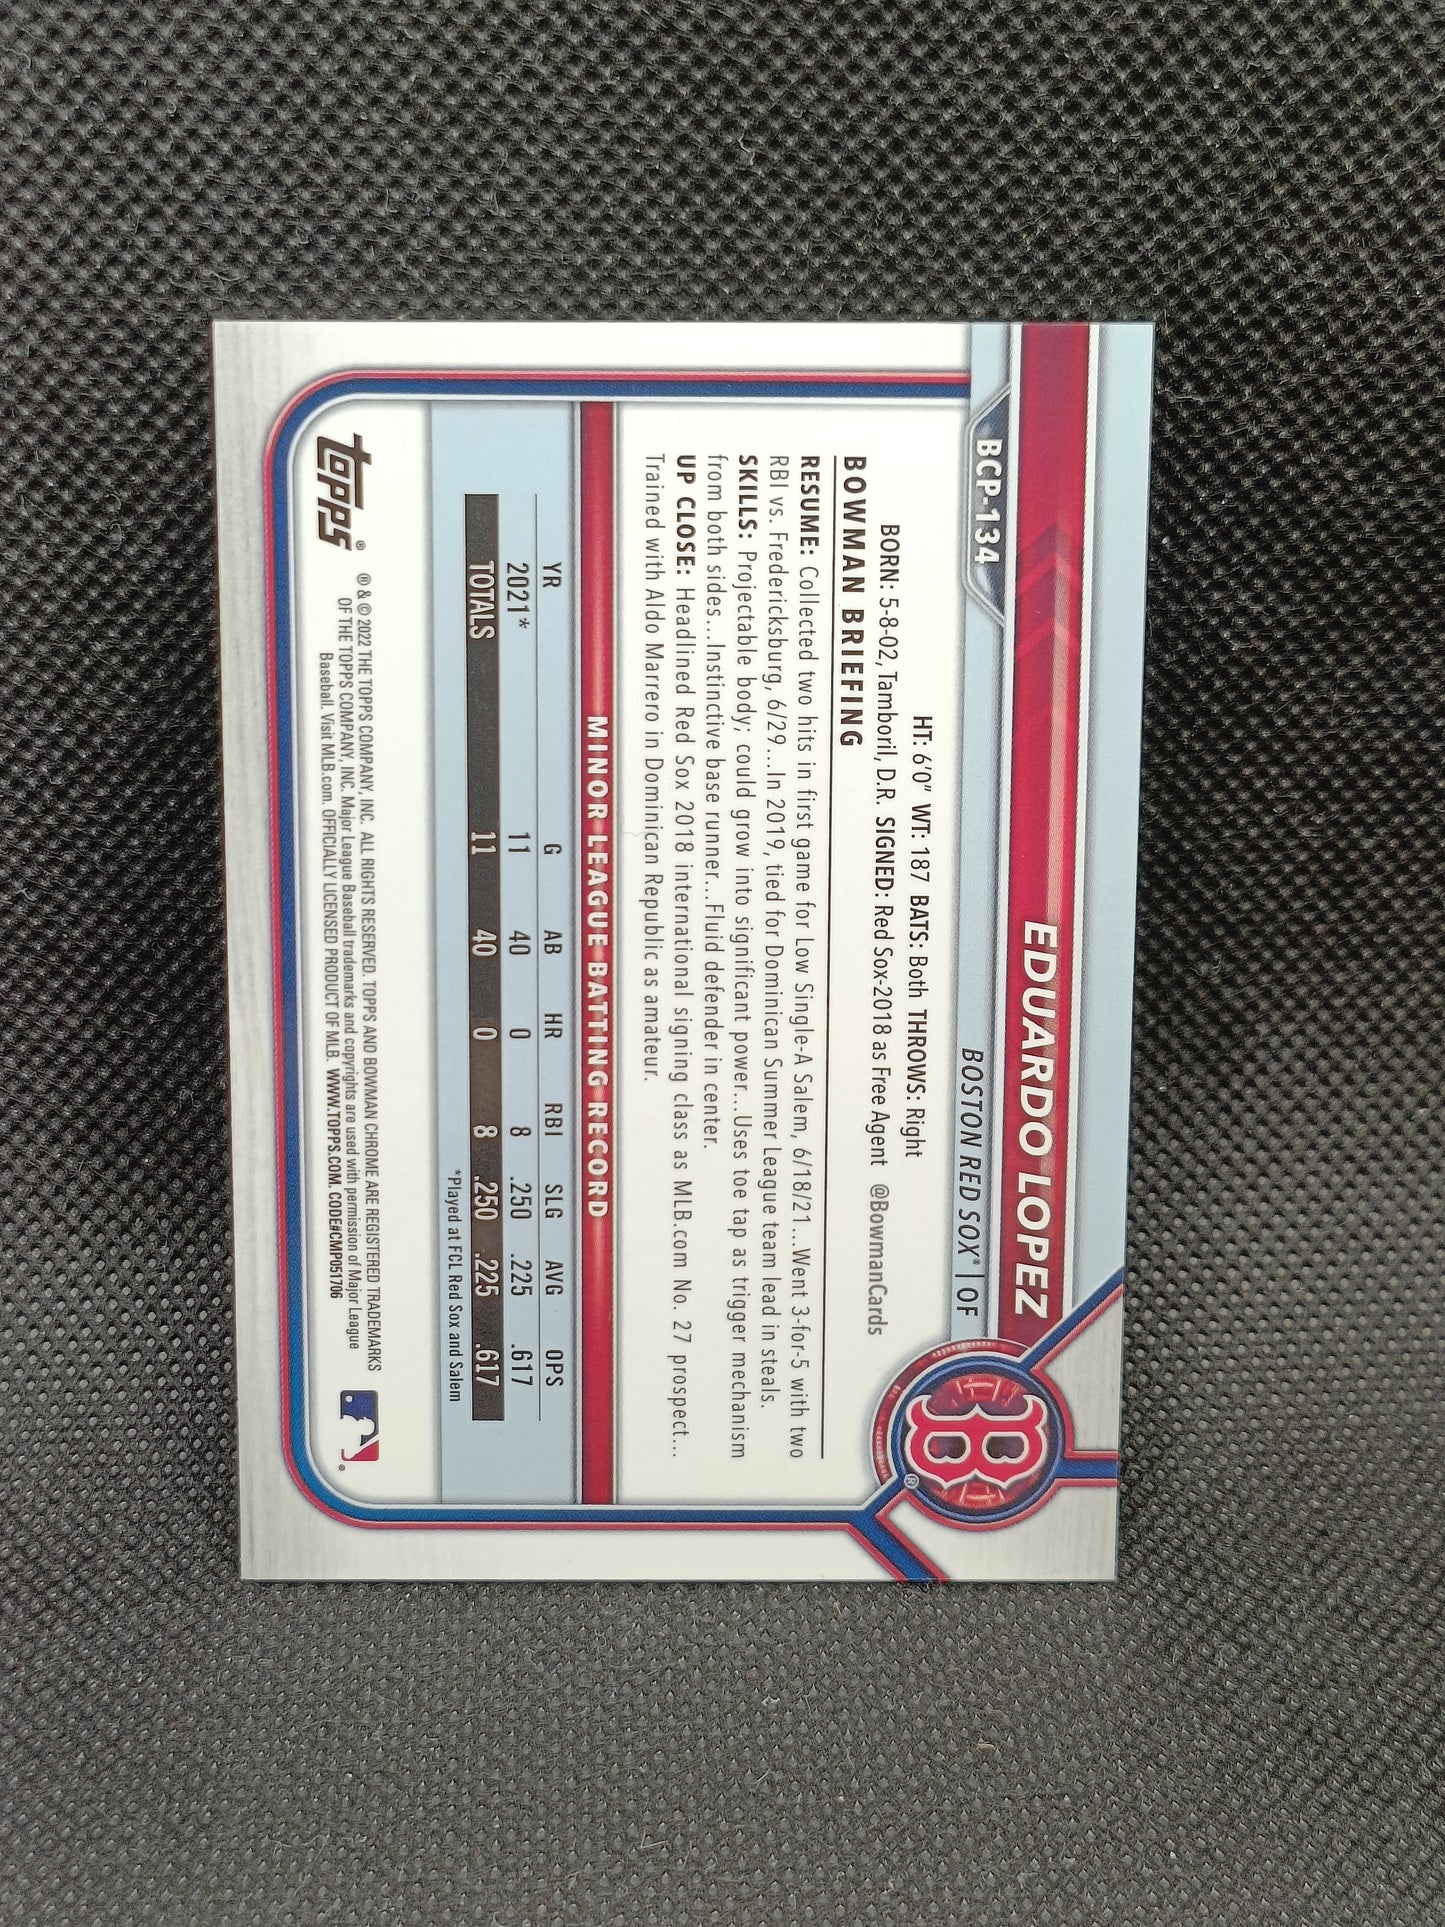 EDUARDO LOPEZ
BCP-134
BOSTON RED SOX® | OF
B®
HT: 6'0" WT: 187 BATS: Both THROWS: Right
BORN: 5-8-02, Tamboril, D.R. SIGNED: Red Sox-2018 as Free Agent @BowmanCards
BOWMAN BRIEFING
RESUME: Collected two hits in first game for Low Single-A Salem, 6/18/21...Went 3-for-5 with two
RBI vs. Fredericksburg, 6/29...In 2019, tied for Dominican Summer League team lead in steals.
SKILLS: Projectable body; could grow into significant power...Uses toe tap as trigger mechanism
from both sides...Instinctive base runner...Fluid defender in center.
UP CLOSE: Headlined Red Sox 2018 international signing class as MLB.com No. 27 prospect...
Trained with Aldo Marrero in Dominican Republic as amateur.
MINOR LEAGUE BATTING RECORD
YR G AB HR RBI SLG AVG OPS
2021* 11 40 0 8 .250 .225 .617
TOTALS 11 40 0 8 .250 .225 .617
*Played at FCL Red Sox and Salem
topps®
® & © 2022 THE TOPPS COMPANY, INC. ALL RIGHTS RESERVED. TOPPS AND BOWMAN CHROME ARE REGISTERED TRADEMARKS
OF THE TOPPS COMPANY, INC. Major League Baseball trademarks and copyrights are used with permission of Major League
Baseball. Visit MLB.com. OFFICIALLY LICENSED PRODUCT OF MLB. WWW.TOPPS.COM. CODE#CMP051706